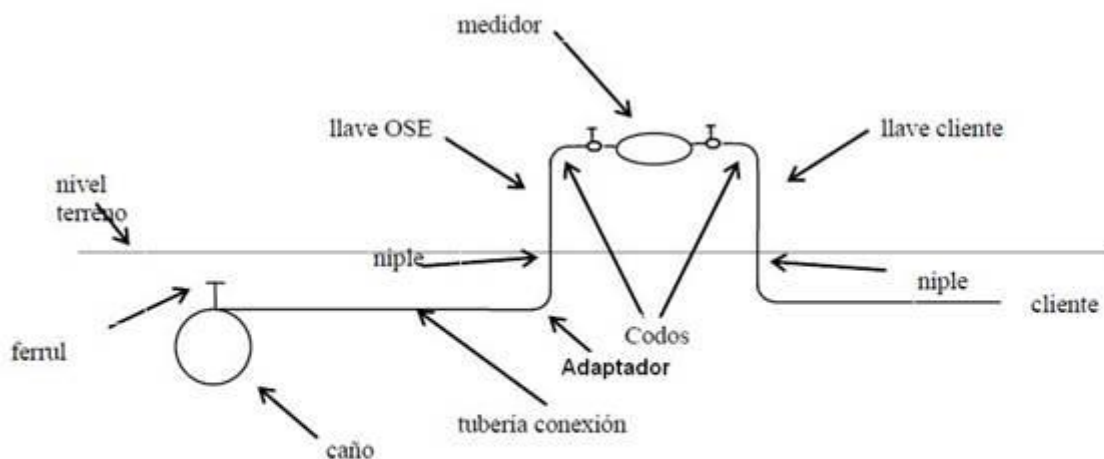 medidor
llave OSE
llave cliente
nivel
terreno
niple
niple
cliente
Codos
ferrul
Adaptador
tubería conexión
caño